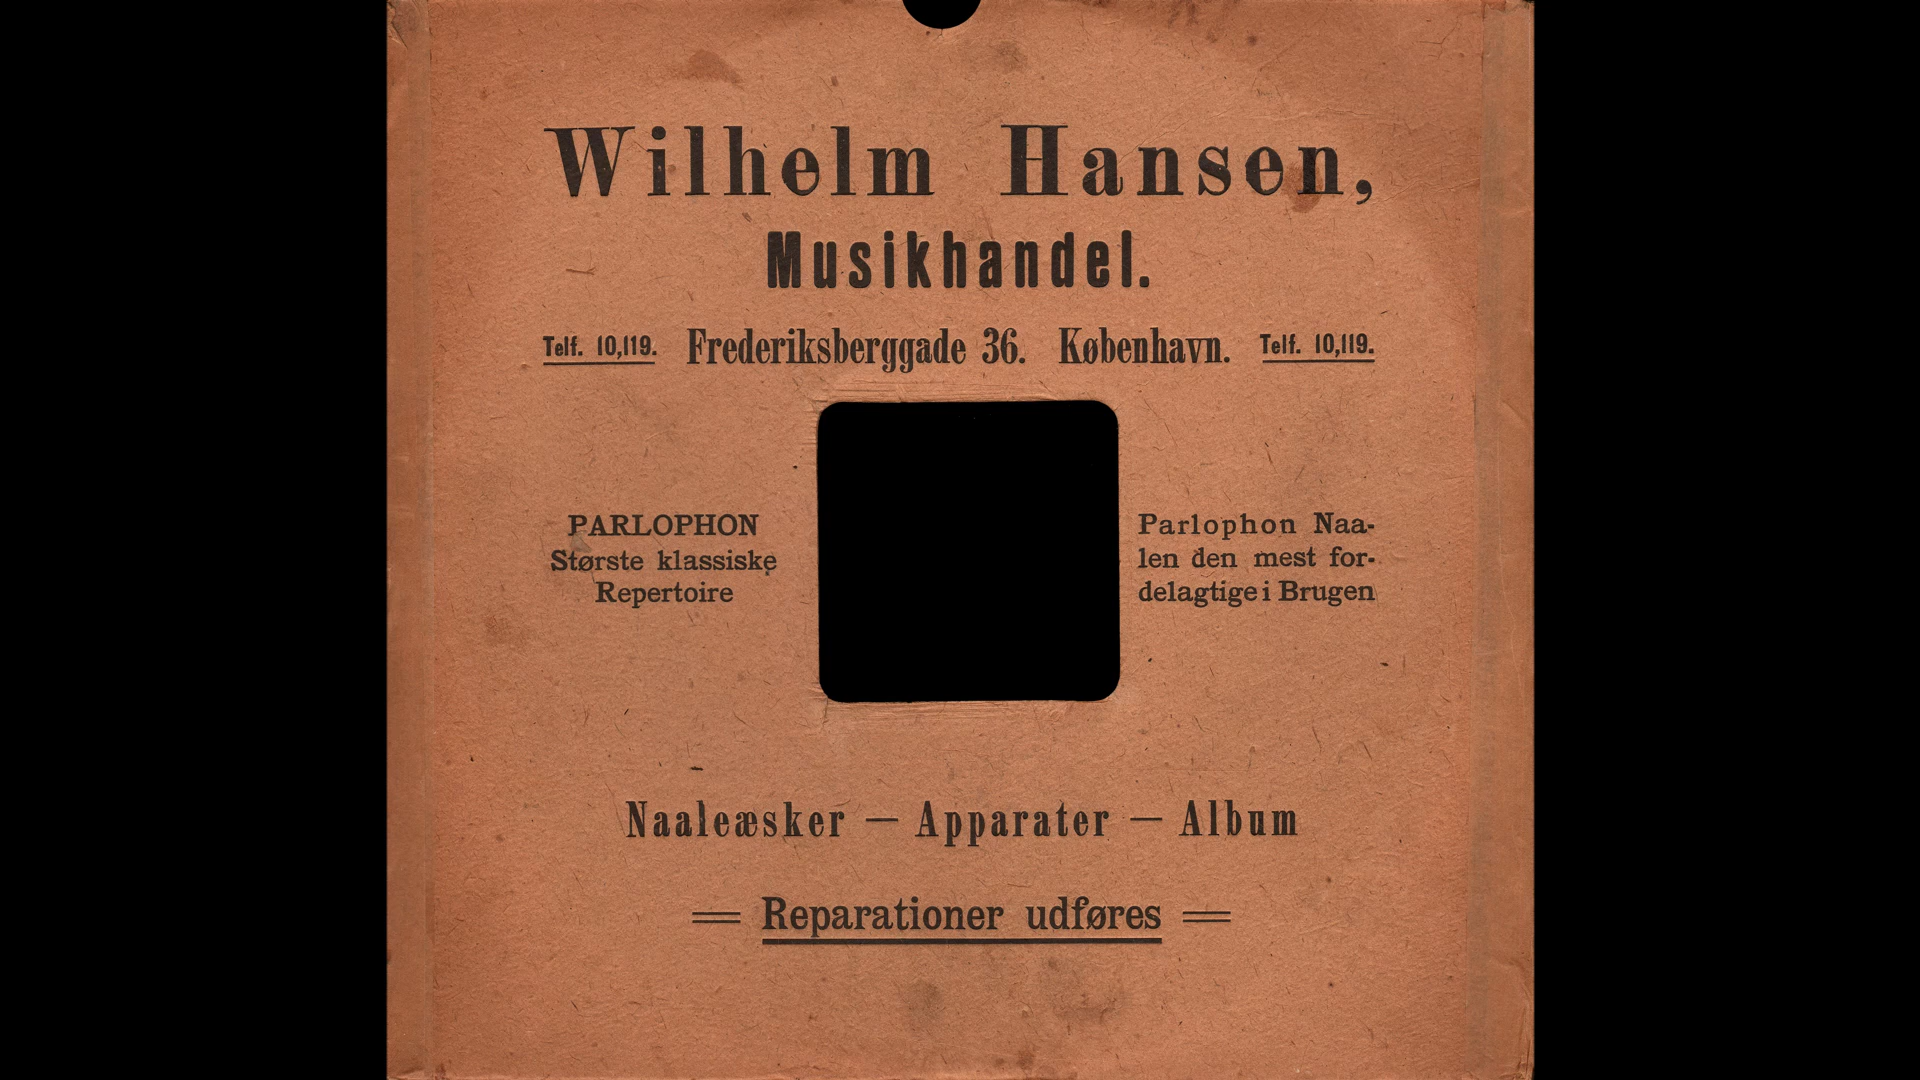 Wilhelm Hansen,
Musikhandel.
Telf. 10,119. Frederiksberggade 36. København. Telf. 10,119.
PARLOPHON
Største klassiske
Repertoire
Parlophon Naa-
len den mest for-
delagtige i Brugen
Naaleæsker — Apparater — Album
Reparationer udføres